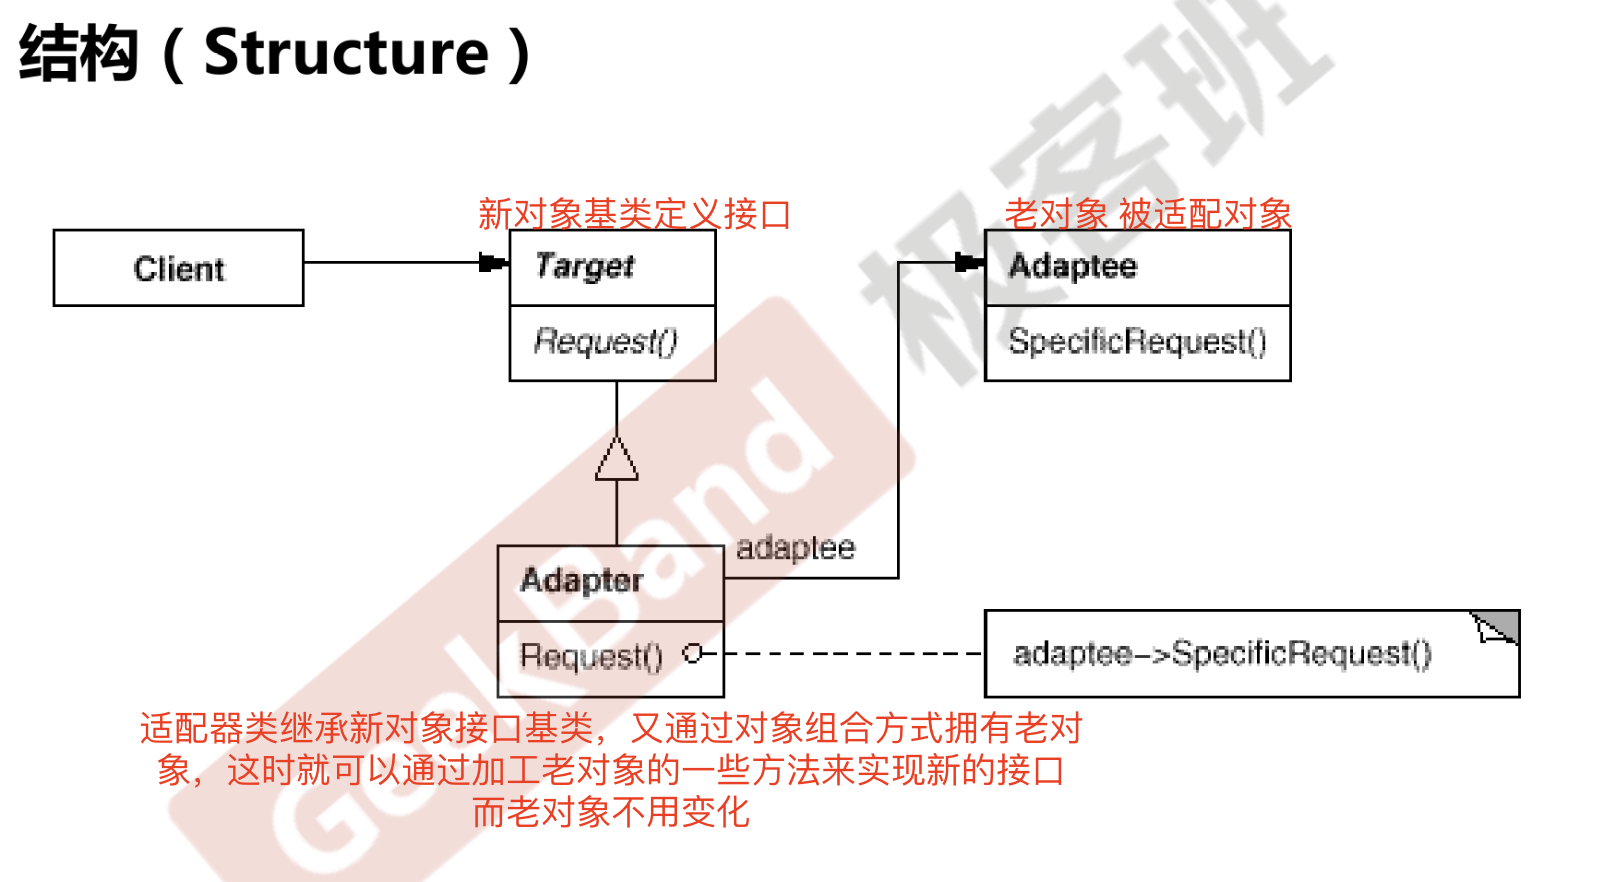 结构（Structure）
新对象基类定义接口
老对象 被适配对象
Client
Target
Adaptee
Request()
SpecificRequest()
adaptee
Adapter
Request()
adaptee->SpecificRequest()
适配器类继承新对象接口基类，又通过对象组合方式拥有老对
象，这时就可以通过加工老对象的一些方法来实现新的接口
而老对象不用变化
GeekBand
极客班